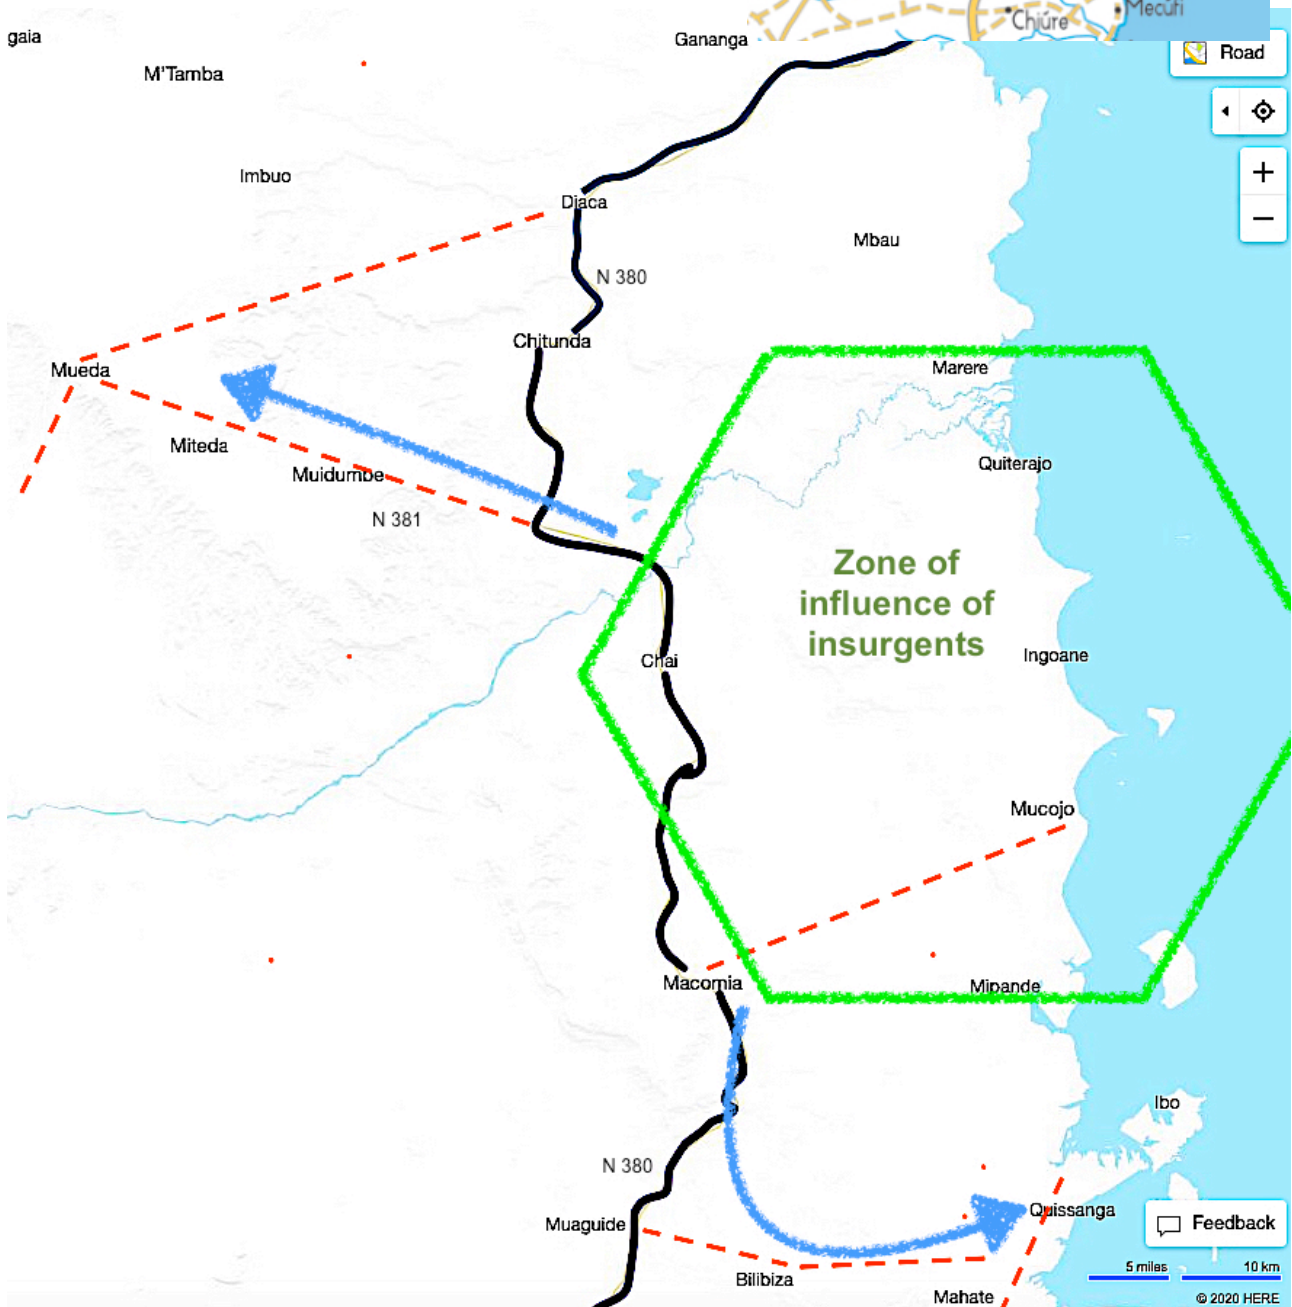 Mecúfi
Chiúre
gaia
Gananga
Road
M'Tamba
Imbuo
Diaca
Mbau
N 380
Chitunda
Marere
Mueda
Miteda
Quiterajo
Muidumbe
N 381
Zone of
influence of
insurgents
Chai
Ingoane
Mucojo
Macomia
Mipande
Ibo
N 380
Quissanga
Muaguide
Feedback
5 miles
10 km
Bilibiza
Mahate
© 2020 HERE